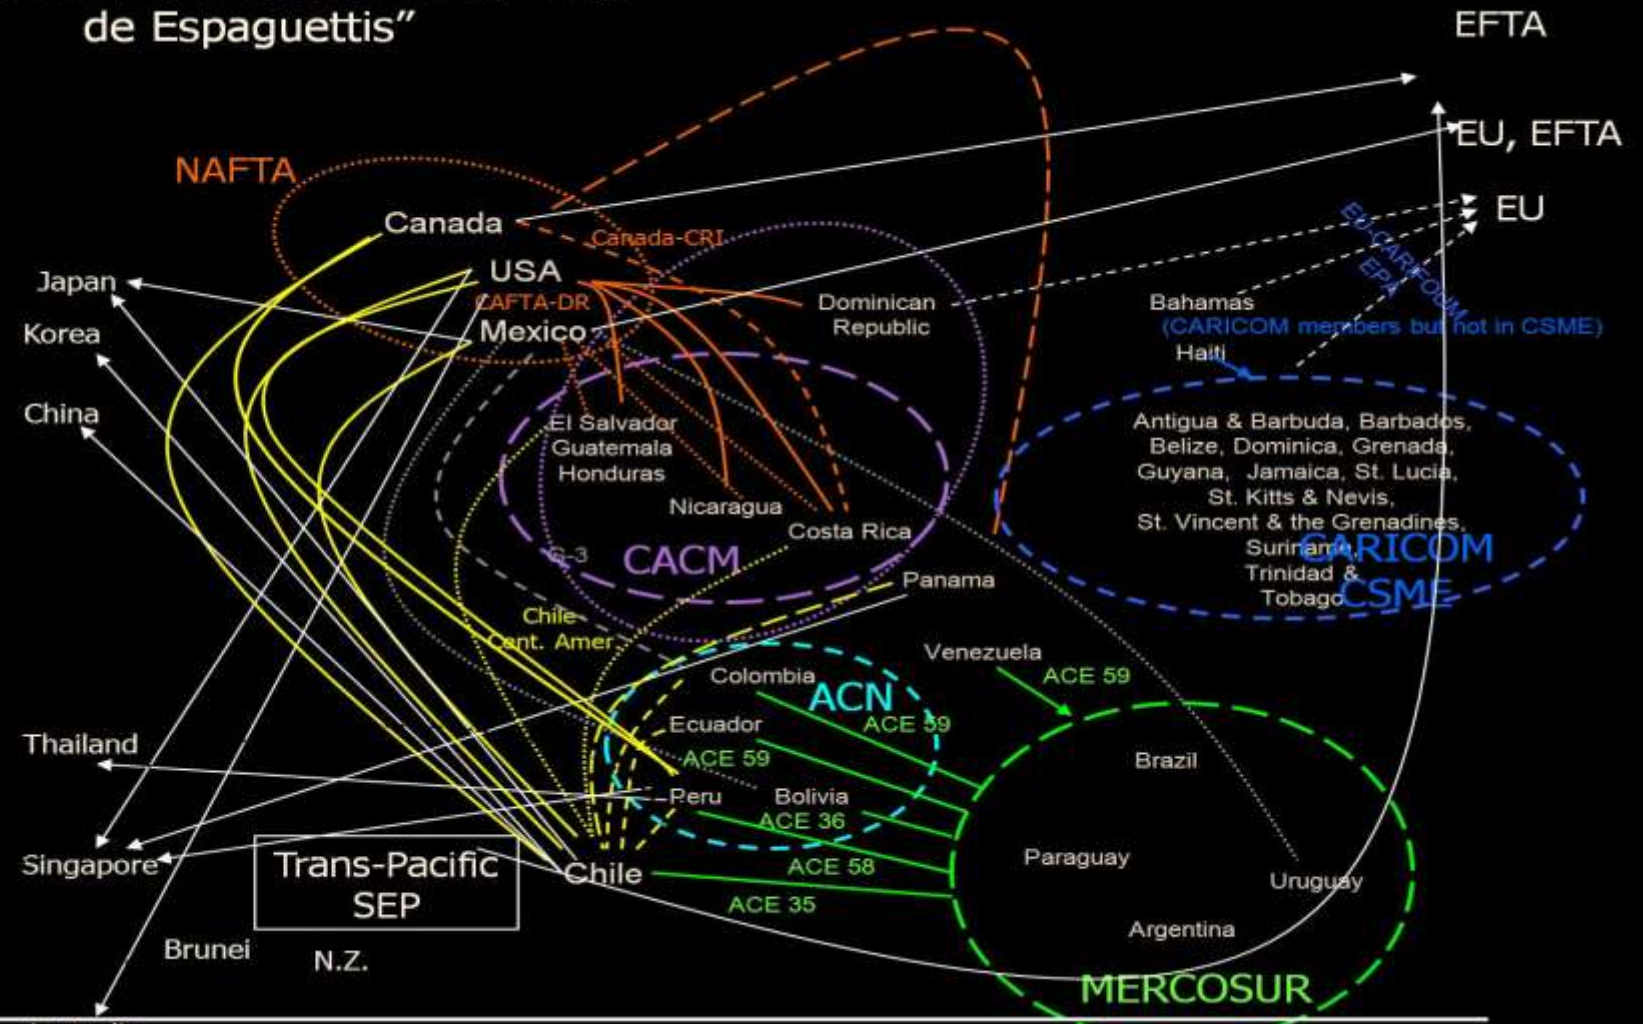 de Espaguettis”
EFTA
EU, EFTA
EU
NAFTA
Canada
Canada-CRI
USA
CAFTA-DR
Mexico
Japan
Korea
China
Dominican
Republic
Bahamas
(CARICOM members but not in CSME)
Haiti
EU-CARIFOUM
EPA
El Salvador
Guatemala
Honduras
Nicaragua
Costa Rica
CACM
G-3
Panama
Antigua & Barbuda, Barbados,
Belize, Dominica, Grenada,
Guyana, Jamaica, St. Lucia,
St. Kitts & Nevis,
St. Vincent & the Grenadines,
Suriname,
Trinidad &
Tobago
CARICOM
CSME
Chile
Cent. Amer
Venezuela
ACE 59
Colombia
ACN
ACE 59
Ecuador
ACE 59
Peru
Bolivia
ACE 36
ACE 58
ACE 35
Chile
Thailand
Singapore
Trans-Pacific
SEP
Brunei
N.Z.
Brazil
Paraguay
Uruguay
Argentina
MERCOSUR